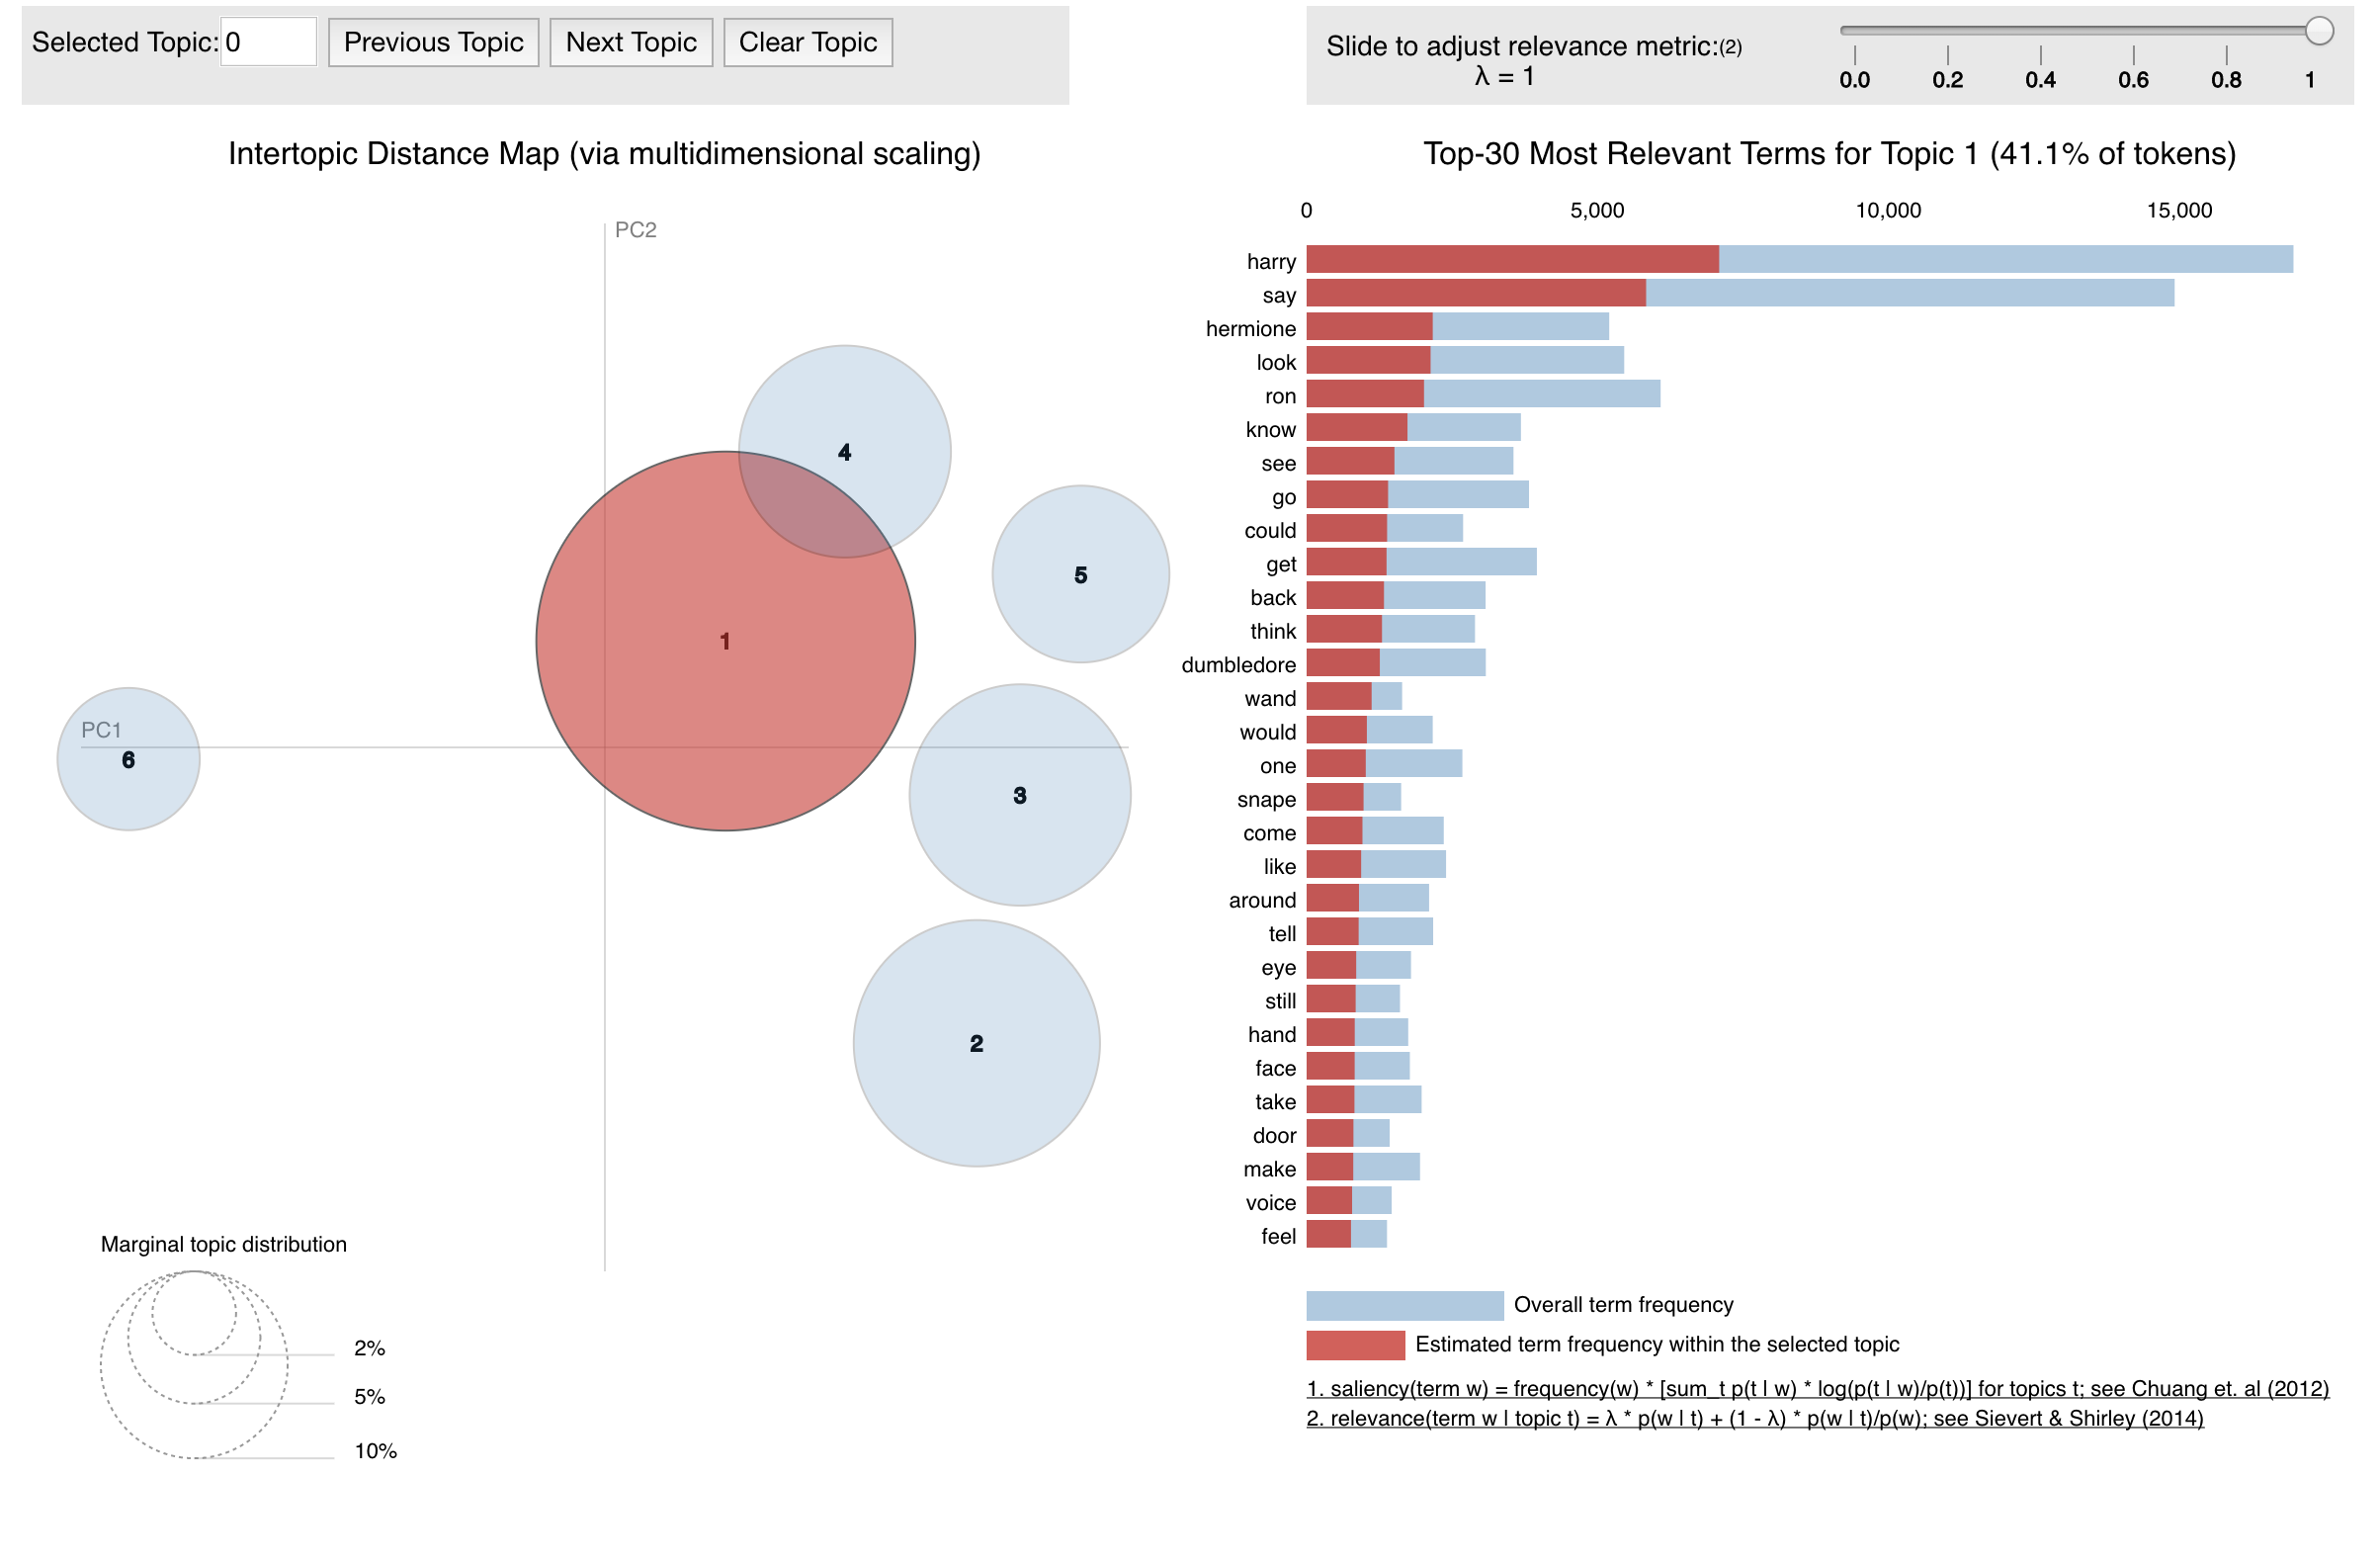 Selected Topic: 0 Previous Topic Next Topic Clear Topic
Slide to adjust relevance metric:(2)
λ = 1
0.0 0.2 0.4 0.6 0.8 1
Intertopic Distance Map (via multidimensional scaling)
PC2
4
5
1
PC1
6
3
2
Marginal topic distribution
2%
5%
10%
Top-30 Most Relevant Terms for Topic 1 (41.1% of tokens)
0 5,000 10,000 15,000
harry
say
hermione
look
ron
know
see
go
could
get
back
think
dumbledore
wand
would
one
snape
come
like
around
tell
eye
still
hand
face
take
door
make
voice
feel
Overall term frequency
Estimated term frequency within the selected topic
1. saliency(term w) = frequency(w) * [sum_t p(t | w) * log(p(t | w)/p(t))] for topics t; see Chuang et. al (2012)
2. relevance(term w | topic t) = λ * p(w | t) + (1 - λ) * p(w | t)/p(w); see Sievert & Shirley (2014)